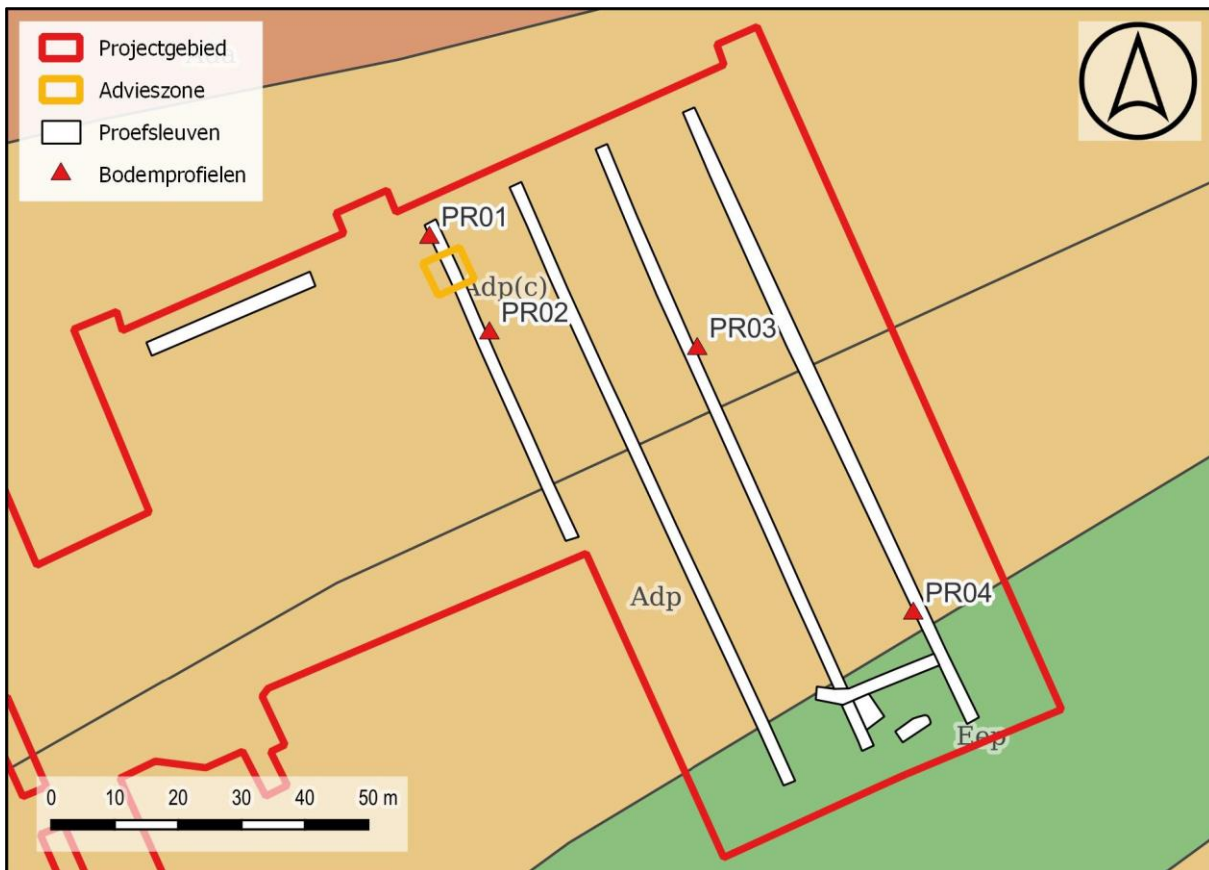 Projectgebied
Advieszone
Proefsleuven
Bodemprofielen
PR01
Adp(c)
PR02
PR03
Adp
PR04
Eep
0 10 20 30 40 50 m